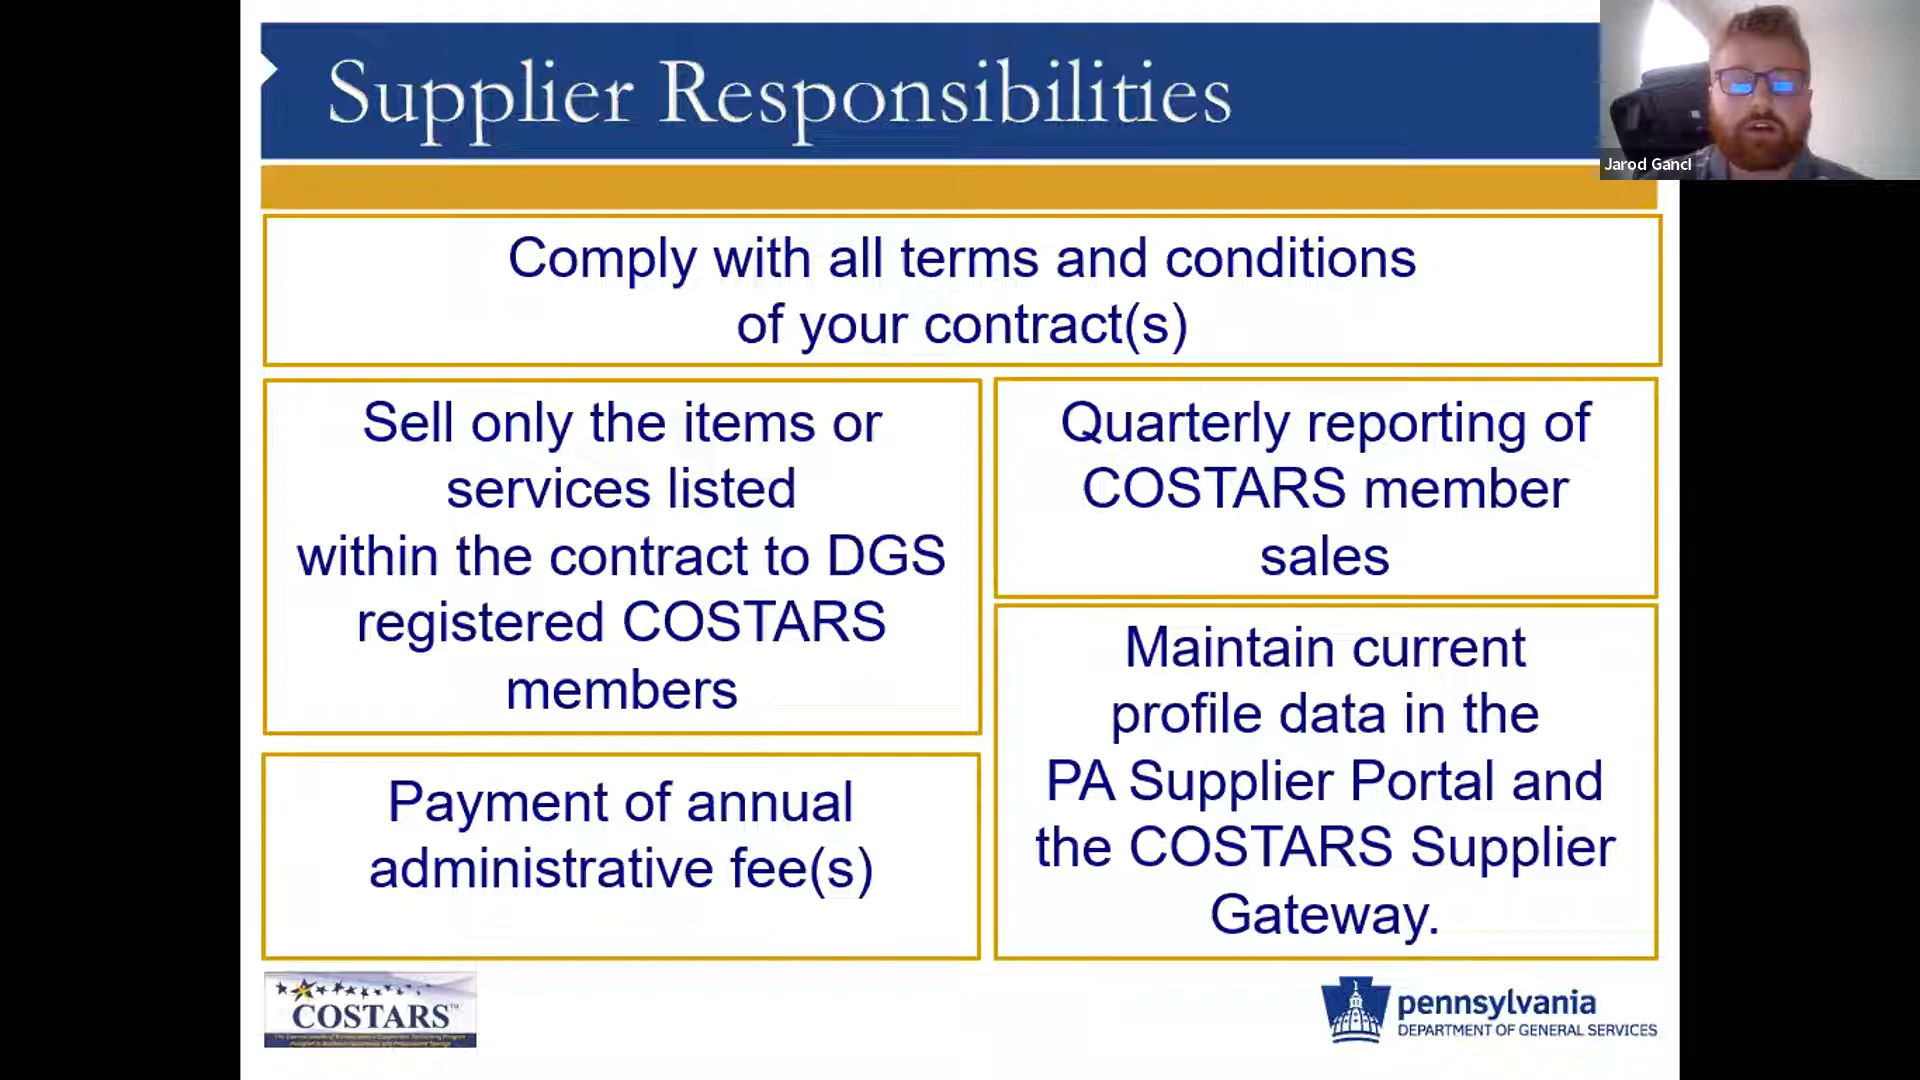 Supplier Responsibilities
Jarod Gancl
Comply with all terms and conditions
of your contract(s)
Sell only the items or
services listed
within the contract to DGS
registered COSTARS
members
Quarterly reporting of
COSTARS member
sales
Maintain current
profile data in the
PA Supplier Portal and
the COSTARS Supplier
Gateway.
Payment of annual
administrative fee(s)
COSTARS™
pennsylvania
DEPARTMENT OF GENERAL SERVICES